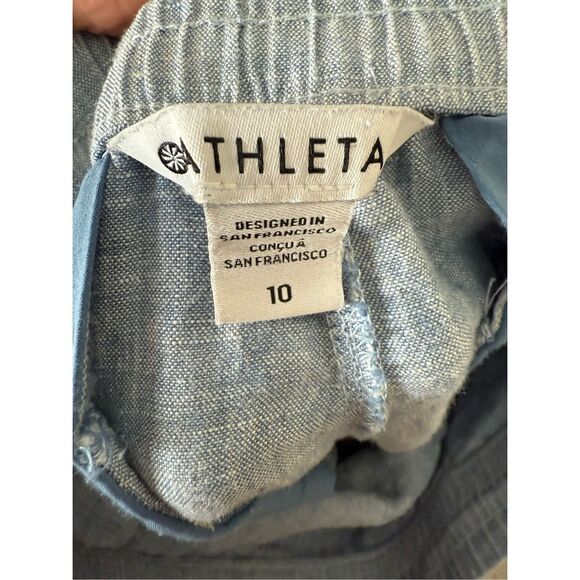 ATHLETA
DESIGNED IN
SAN FRANCISCO
CONÇU À
SAN FRANCISCO
10